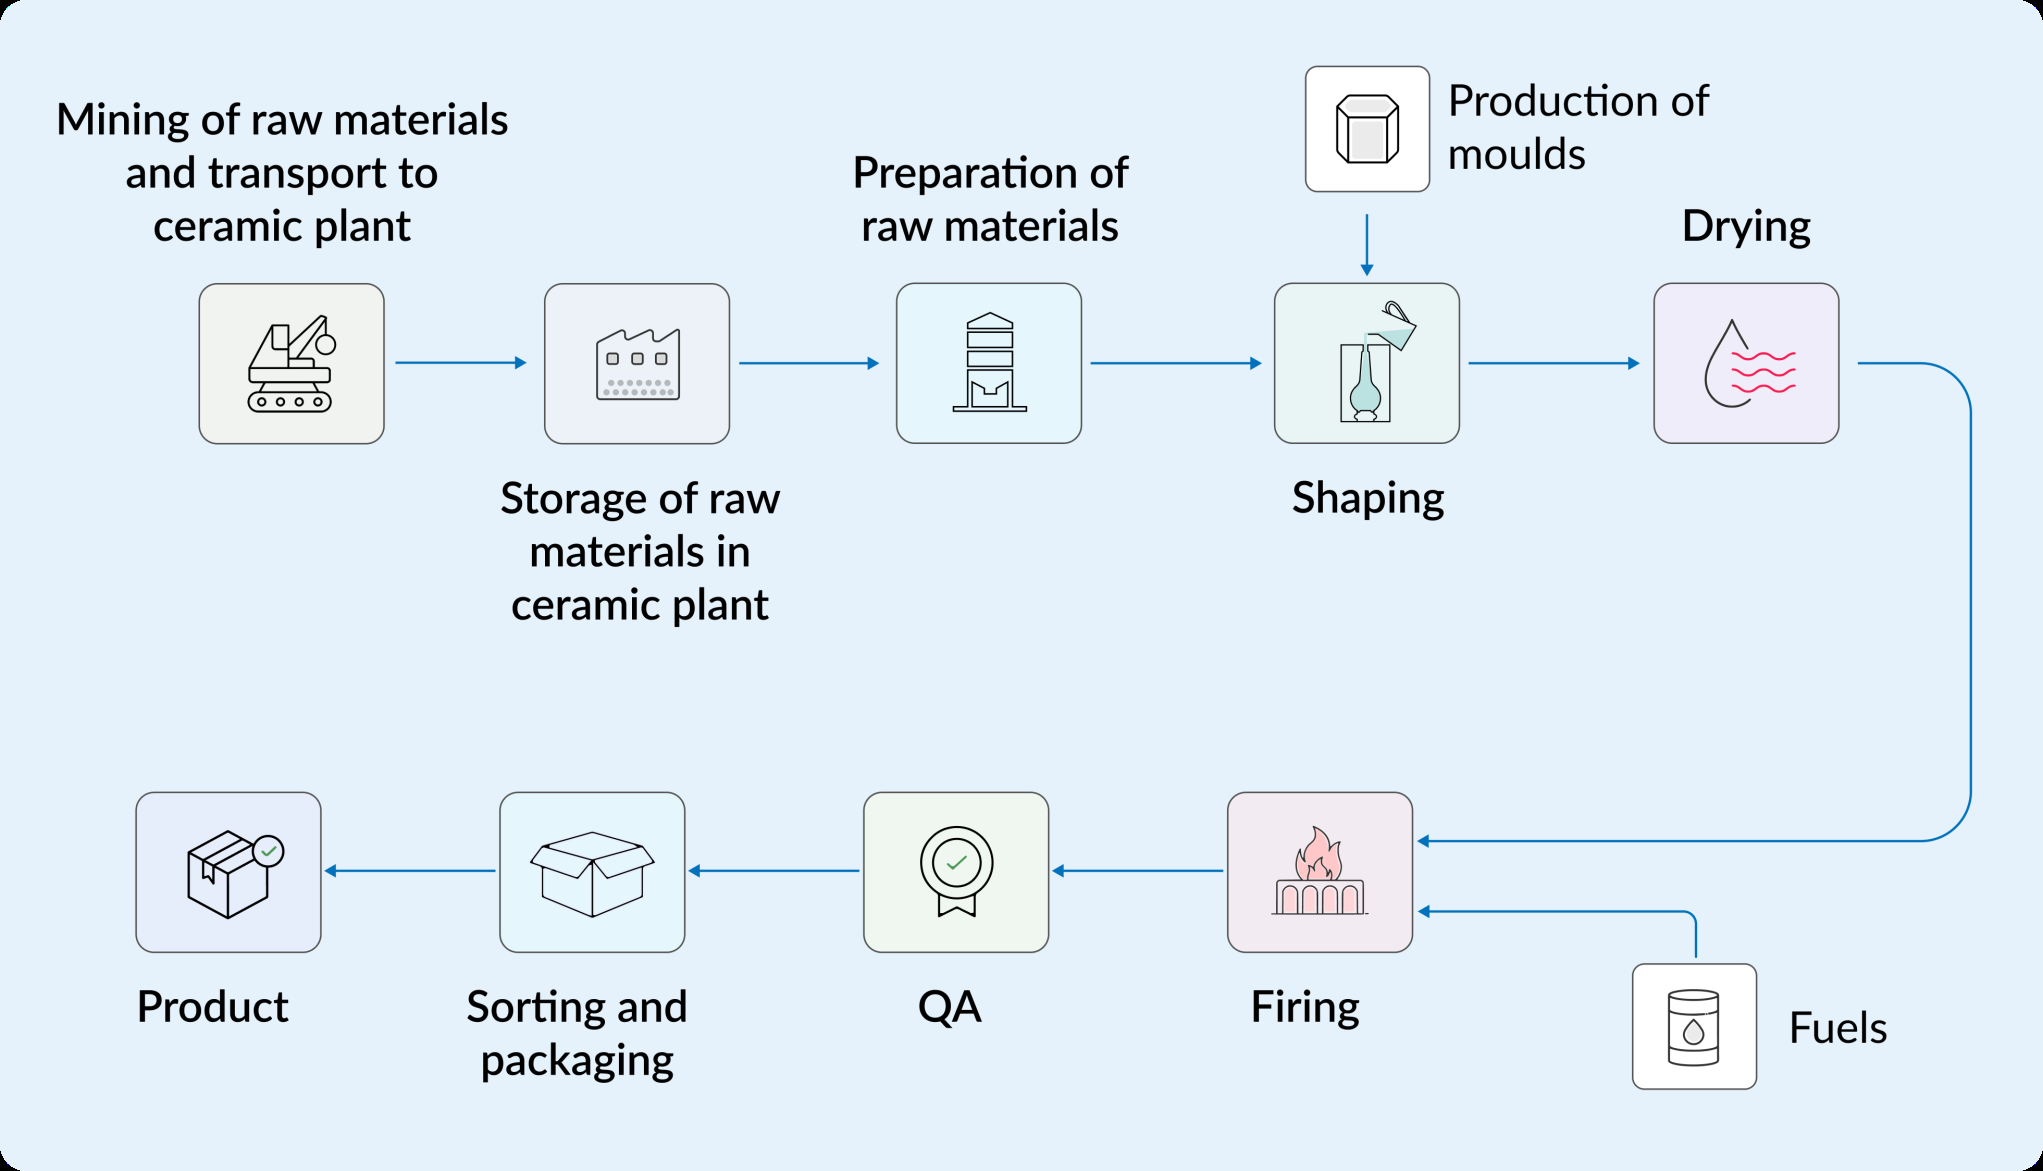 Mining of raw materials
and transport to
ceramic plant
Storage of raw
materials in
ceramic plant
Preparation of
raw materials
Production of
moulds
Shaping
Drying
Firing
Fuels
QA
Sorting and
packaging
Product